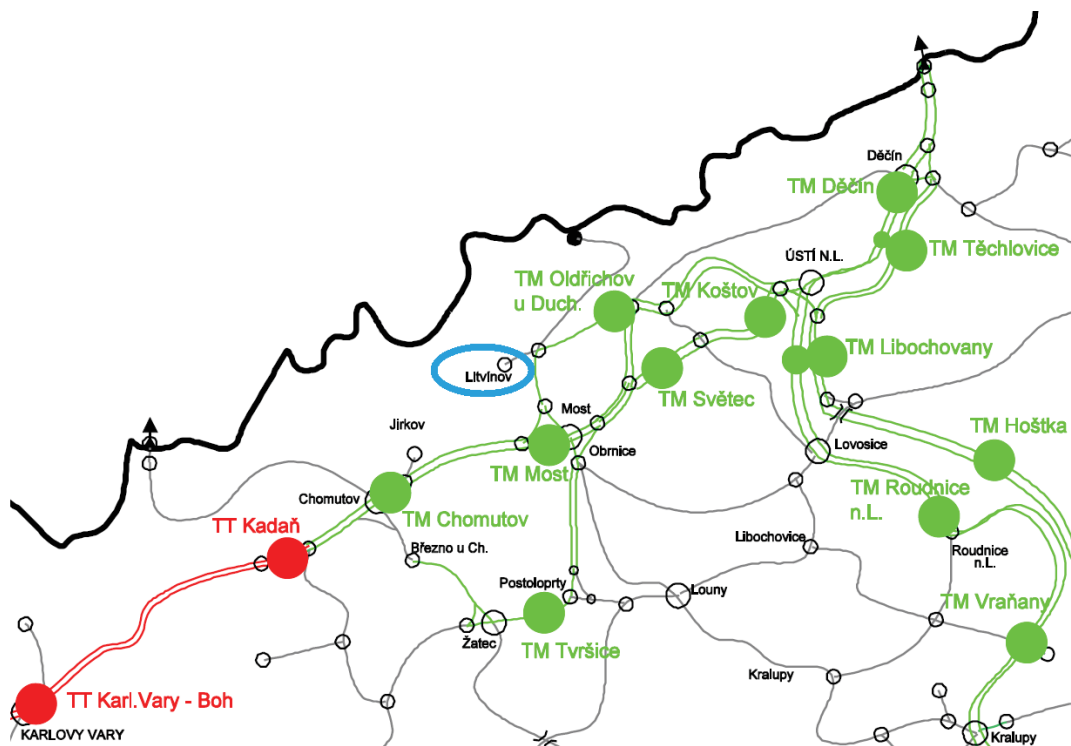 Děčín
TM Děčín
TM Těchlovice
ÚSTÍ N.L.
TM Oldřichov
u Duch.
TM Koštov
TM Libochovany
Litvínov
TM Světec
Most
Jirkov
Obrnice
TM Hoštka
Lovosice
TM Most
Chomutov
TM Roudnice
n.L.
TM Chomutov
TT Kadaň
Libochovice
Roudnice
n.L.
Březno u Ch.
Postoloprty
Louny
TM Vraňany
Žatec
TM Tvršice
Kralupy
TT Karl.Vary - Boh
KARLOVY VARY
Kralupy